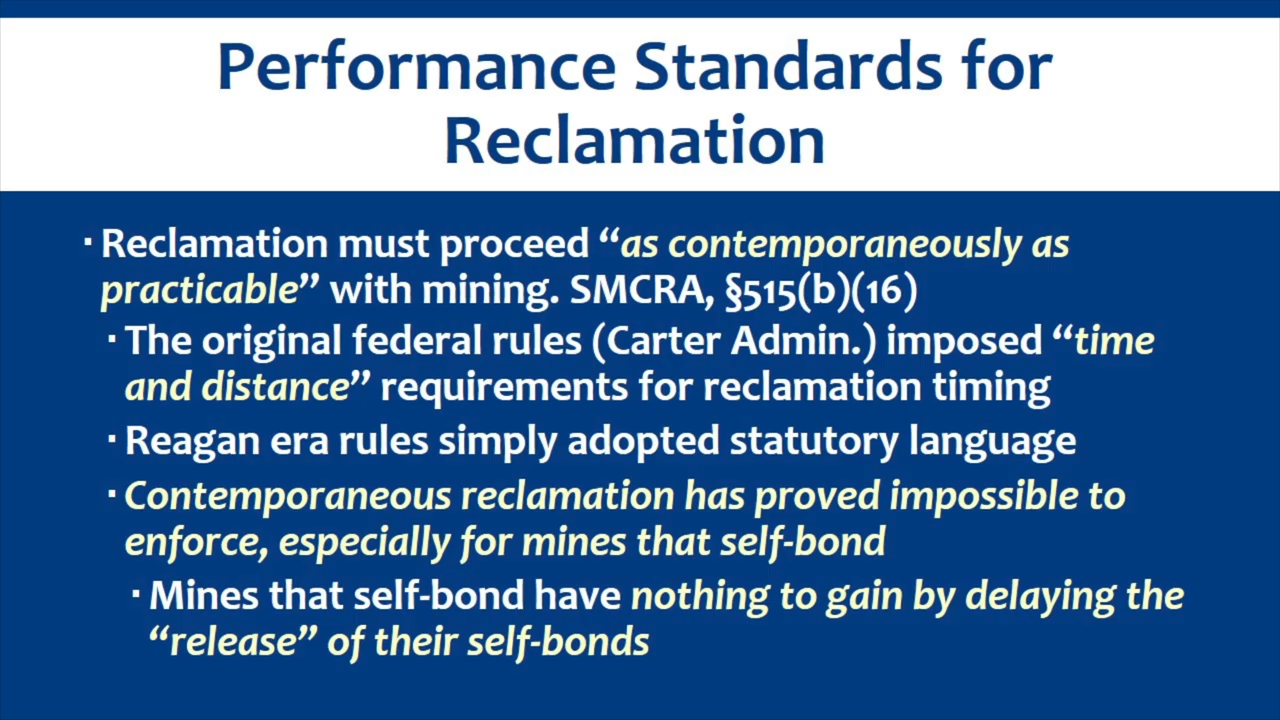 Performance Standards for
Reclamation
▪ Reclamation must proceed “as contemporaneously as
practicable” with mining. SMCRA, §515(b)(16)
▪ The original federal rules (Carter Admin.) imposed “time
and distance” requirements for reclamation timing
▪ Reagan era rules simply adopted statutory language
▪ Contemporaneous reclamation has proved impossible to
enforce, especially for mines that self-bond
▪ Mines that self-bond have nothing to gain by delaying the
“release” of their self-bonds